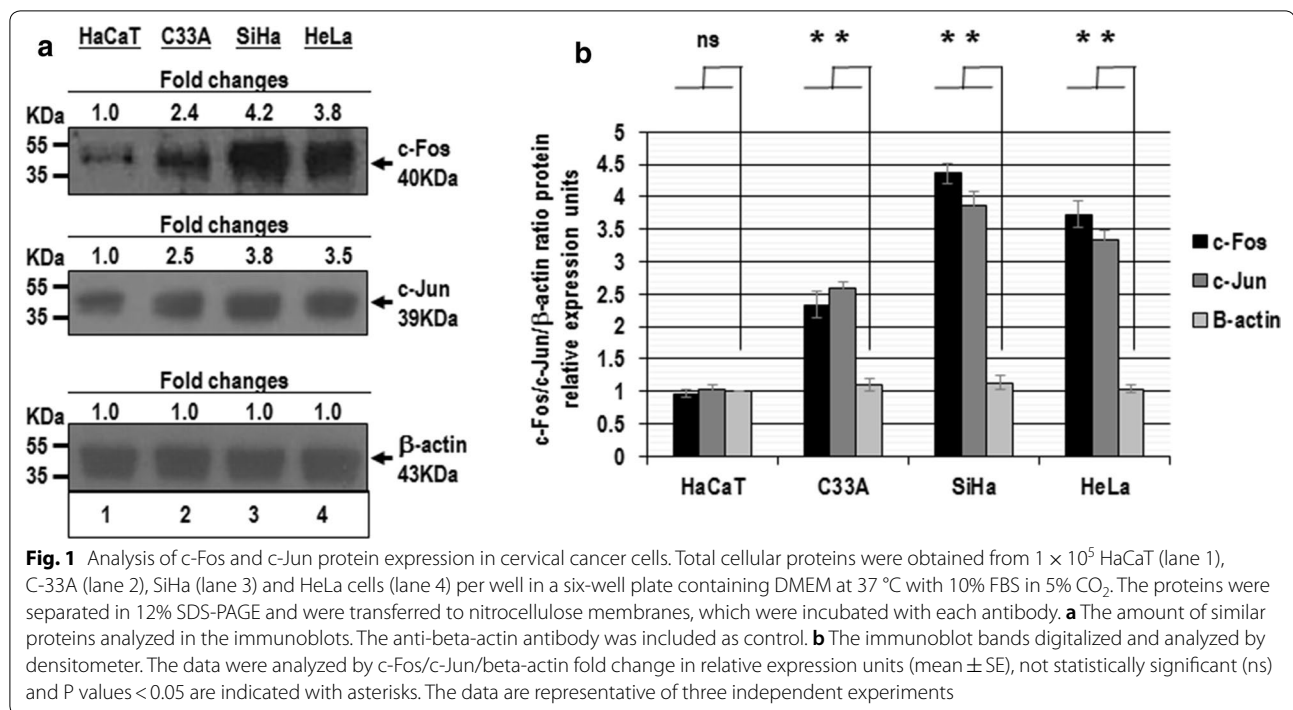 a
HaCaT C33A SiHa HeLa
Fold changes
KDa 1.0 2.4 4.2 3.8
55
35
c-Fos
40KDa
Fold changes
1.0 2.5 3.8 3.5
55
35
c-Jun
39KDa
Fold changes
KDa 1.0 1.0 1.0 1.0
55
35
β-actin
43KDa
1 2 3 4
b
ns ** ** **
c-Fos/c-Jun/β-actin ratio protein
relative expression units
5
4.5
4
3.5
3
2.5
2
1.5
1
0.5
0
HaCaT C33A SiHa HeLa
c-Fos
c-Jun
B-actin
Fig. 1 Analysis of c-Fos and c-Jun protein expression in cervical cancer cells. Total cellular proteins were obtained from 1 × 10⁵ HaCaT (lane 1),
C-33A (lane 2), SiHa (lane 3) and HeLa cells (lane 4) per well in a six-well plate containing DMEM at 37 °C with 10% FBS in 5% CO₂. The proteins were
separated in 12% SDS-PAGE and were transferred to nitrocellulose membranes, which were incubated with each antibody. a The amount of similar
proteins analyzed in the immunoblots. The anti-beta-actin antibody was included as control. b The immunoblot bands digitalized and analyzed by
densitometer. The data were analyzed by c-Fos/c-Jun/beta-actin fold change in relative expression units (mean ± SE), not statistically significant (ns)
and P values < 0.05 are indicated with asterisks. The data are representative of three independent experiments